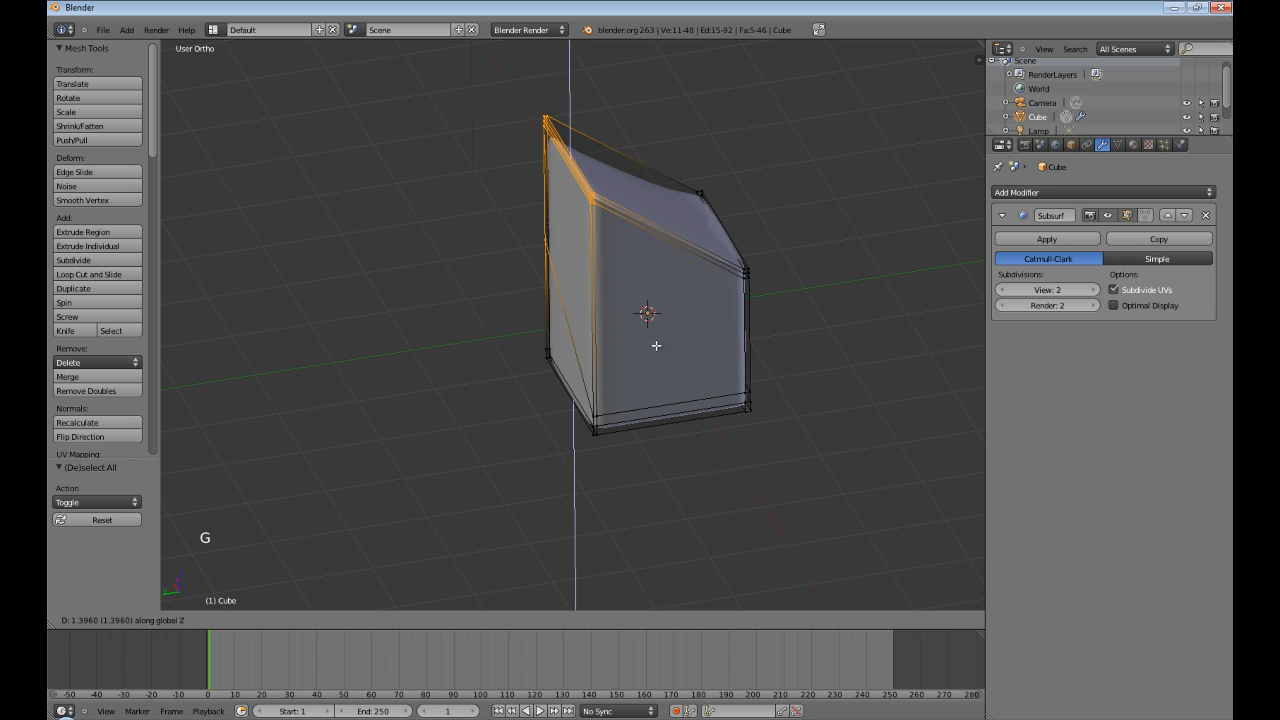 Blender
File Add Render Help Default Scene Blender Render blender.org 263 | Ve:11-48 | Ed:15-92 | Fa:5-46 | Cube
Mesh Tools
User Ortho
View Search All Scenes
Scene
RenderLayers
World
Camera
Cube
Lamp
Transform:
Translate
Rotate
Scale
Shrink/Fatten
Push/Pull
Deform:
Edge Slide
Noise
Smooth Vertex
Add:
Extrude Region
Extrude Individual
Subdivide
Loop Cut and Slide
Duplicate
Spin
Screw
Knife Select
Remove:
Delete
Merge
Remove Doubles
Normals:
Recalculate
Flip Direction
UV Mapping:
(De)select All
Action
Toggle
Reset
Cube
Add Modifier
Subsurf
Apply Copy
Catmull-Clark Simple
Subdivisions: Options:
View: 2 Subdivide UVs
Render: 2 Optimal Display
G
(1) Cube
D: 1.3960 (1.3960) along global Z
-50 -40 -30 -20 -10 0 10 20 30 40 50 60 70 80 90 100 110 120 130 140 150 160 170 180 190 200 210 220 230 240 250 260 270 280
View Marker Frame Playback Start: 1 End: 250 1 No Sync